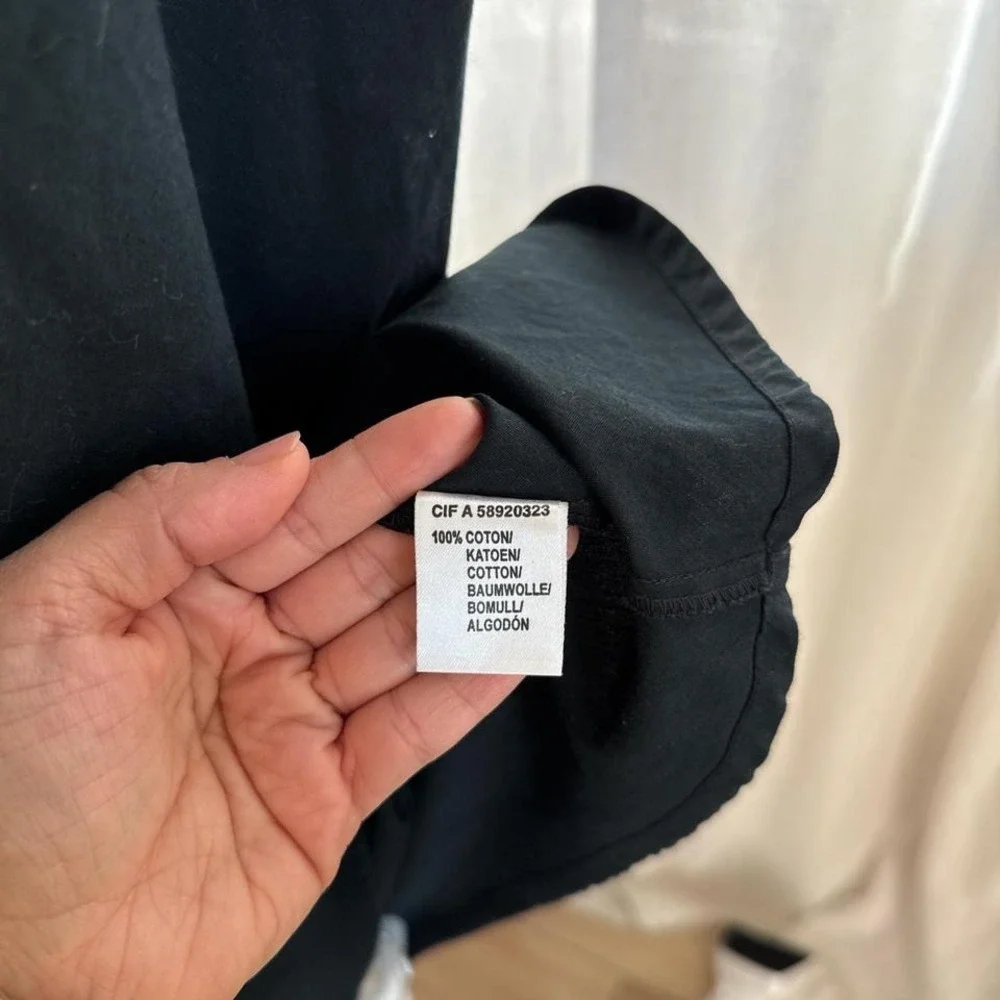 CIF A 58920323
100% COTON/
KATOEN/
COTTON/
BAUMWOLLE/
BOMULL/
ALGODÓN